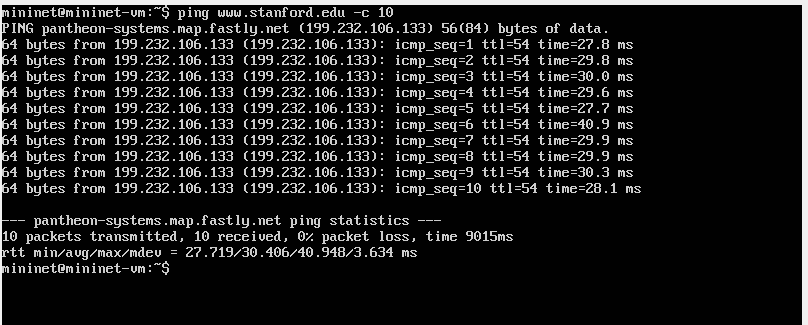 mininet@mininet-vm:~$ ping www.stanford.edu -c 10
PING pantheon-systems.map.fastly.net (199.232.106.133) 56(84) bytes of data.
64 bytes from 199.232.106.133 (199.232.106.133): icmp_seq=1 ttl=54 time=27.8 ms
64 bytes from 199.232.106.133 (199.232.106.133): icmp_seq=2 ttl=54 time=29.8 ms
64 bytes from 199.232.106.133 (199.232.106.133): icmp_seq=3 ttl=54 time=30.0 ms
64 bytes from 199.232.106.133 (199.232.106.133): icmp_seq=4 ttl=54 time=29.6 ms
64 bytes from 199.232.106.133 (199.232.106.133): icmp_seq=5 ttl=54 time=27.7 ms
64 bytes from 199.232.106.133 (199.232.106.133): icmp_seq=6 ttl=54 time=40.9 ms
64 bytes from 199.232.106.133 (199.232.106.133): icmp_seq=7 ttl=54 time=29.9 ms
64 bytes from 199.232.106.133 (199.232.106.133): icmp_seq=8 ttl=54 time=29.9 ms
64 bytes from 199.232.106.133 (199.232.106.133): icmp_seq=9 ttl=54 time=30.3 ms
64 bytes from 199.232.106.133 (199.232.106.133): icmp_seq=10 ttl=54 time=28.1 ms
--- pantheon-systems.map.fastly.net ping statistics ---
10 packets transmitted, 10 received, 0% packet loss, time 9015ms
rtt min/avg/max/mdev = 27.719/30.406/40.948/3.634 ms
mininet@mininet-vm:~$